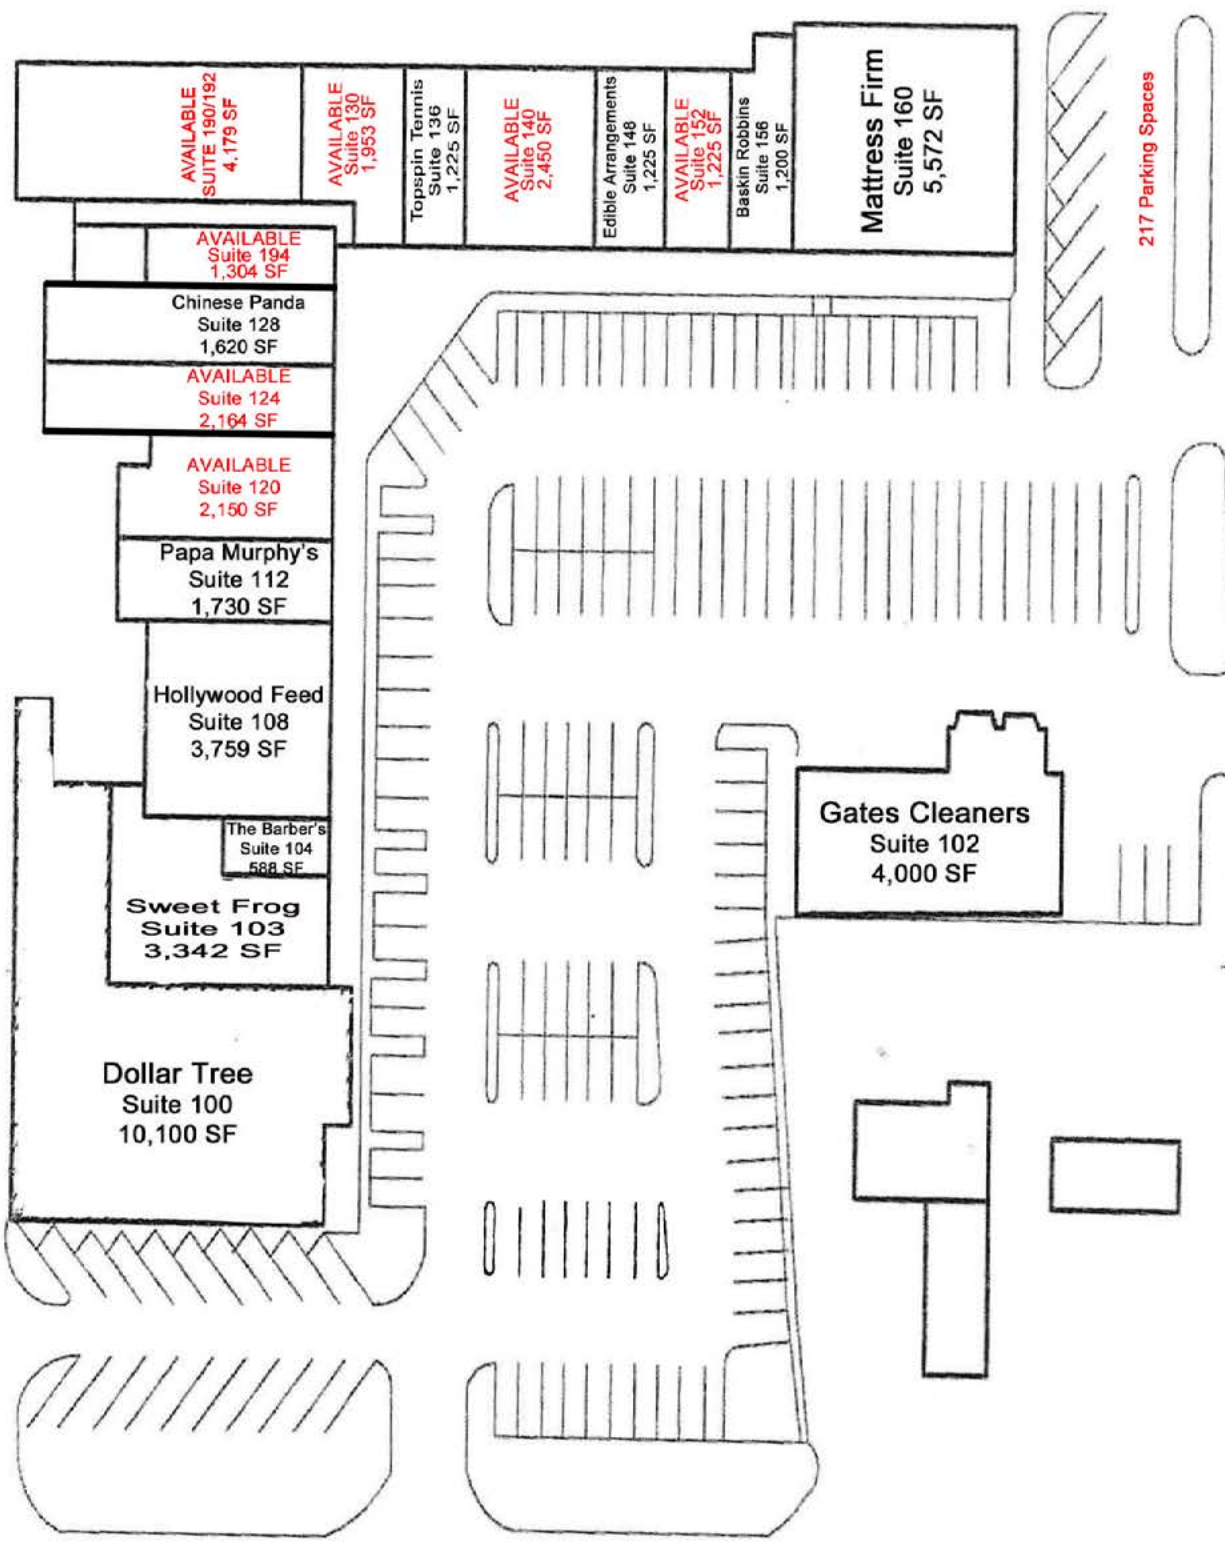 AVAILABLE
SUITE 190/192
4,179 SF
AVAILABLE
Suite 130
1,953 SF
Topspin Tennis
Suite 136
1,225 SF
AVAILABLE
Suite 140
2,450 SF
Edible Arrangements
Suite 148
1,225 SF
AVAILABLE
Suite 152
1,225 SF
Baskin Robbins
Suite 156
1,200 SF
Mattress Firm
Suite 160
5,572 SF
217 Parking Spaces
AVAILABLE
Suite 194
1,304 SF
Chinese Panda
Suite 128
1,620 SF
AVAILABLE
Suite 124
2,164 SF
AVAILABLE
Suite 120
2,150 SF
Papa Murphy's
Suite 112
1,730 SF
Hollywood Feed
Suite 108
3,759 SF
The Barber's
Suite 104
588 SF
Sweet Frog
Suite 103
3,342 SF
Dollar Tree
Suite 100
10,100 SF
Gates Cleaners
Suite 102
4,000 SF